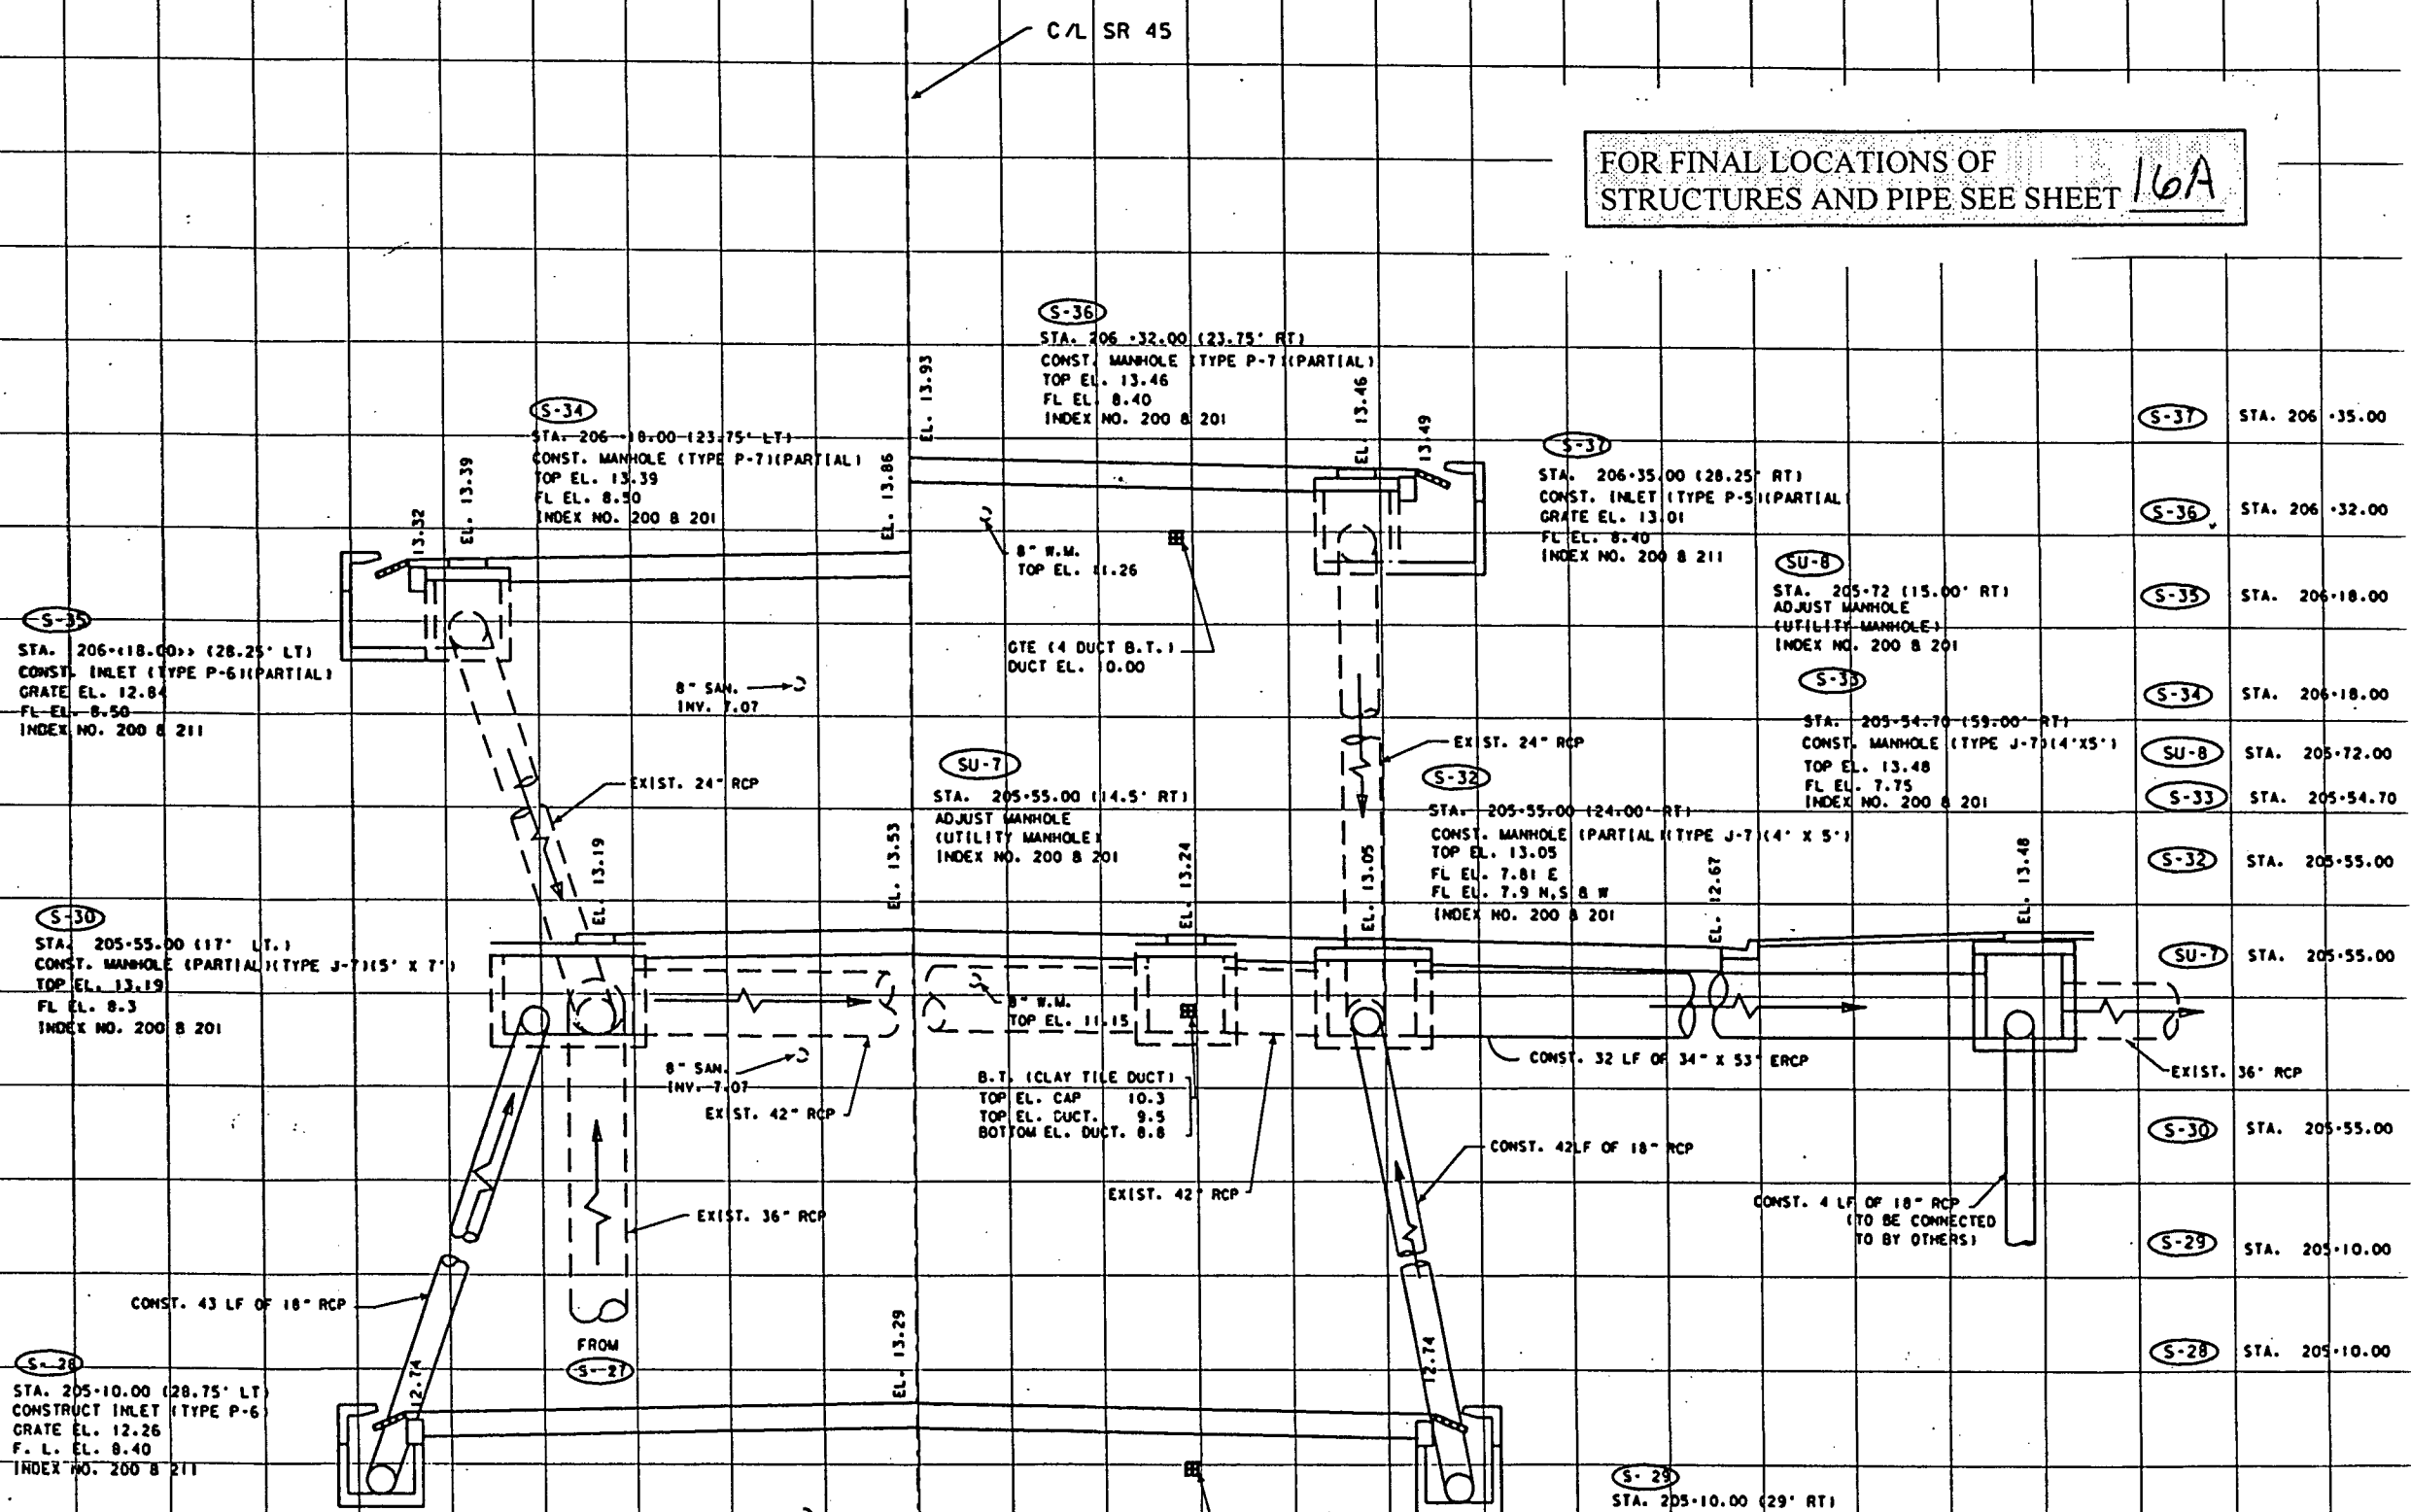 C/L SR 45
FOR FINAL LOCATIONS OF
STRUCTURES AND PIPE SEE SHEET 16A
S-36
STA. 206+32.00 (23.75' RT)
CONST. MANHOLE (TYPE P-7)(PARTIAL)
TOP EL. 13.46
FL EL. 8.40
INDEX NO. 200 & 201
EL. 13.93
EL. 13.46
13.49
S-34
STA. 206+18.00 (23.75' LT)
CONST. MANHOLE (TYPE P-7)(PARTIAL)
TOP EL. 13.39
FL EL. 8.50
INDEX NO. 200 & 201
EL. 13.39
13.32
EL. 13.86
S-37
STA. 206+35.00 (28.25' RT)
CONST. INLET (TYPE P-5)(PARTIAL
GRATE EL. 13.01
FL EL. 8.40
INDEX NO. 200 & 211
S-37 STA. 206+35.00
S-36 STA. 206+32.00
8" W.M.
TOP EL. 11.26
SU-8
STA. 205+72 (15.00' RT)
ADJUST MANHOLE
(UTILITY MANHOLE)
INDEX NO. 200 & 201
S-35 STA. 206+18.00
S-35
STA. 206+<18.00>> (28.25' LT)
CONST. INLET (TYPE P-6)(PARTIAL)
GRATE EL. 12.84
FL EL. 8.50
INDEX NO. 200 & 211
GTE (4 DUCT B.T.)
DUCT EL. 10.00
8" SAN.
INV. 7.07
S-33
STA. 205+54.70 (59.00' RT)
CONST. MANHOLE (TYPE J-7)(4'X5')
TOP EL. 13.48
FL EL. 7.75
INDEX NO. 200 & 201
S-34 STA. 206+18.00
SU-8 STA. 205+72.00
S-33 STA. 205+54.70
EXIST. 24" RCP
EXIST. 24" RCP
SU-7
STA. 205+55.00 (14.5' RT)
ADJUST MANHOLE
(UTILITY MANHOLE)
INDEX NO. 200 & 201
S-32
STA. 205+55.00 (24.00' RT)
CONST. MANHOLE (PARTIAL)(TYPE J-7)(4' X 5')
TOP EL. 13.05
FL EL. 7.81 E
FL EL. 7.9 N,S & W
INDEX NO. 200 & 201
EL. 13.19
EL. 13.53
EL. 13.24
EL. 13.05
EL. 12.67
EL. 13.48
S-32 STA. 205+55.00
S-30
STA. 205+55.00 (17' LT.)
CONST. MANHOLE (PARTIAL)(TYPE J-7)(5' X 7')
TOP EL. 13.19
FL EL. 8.3
INDEX NO. 200 & 201
SU-7 STA. 205+55.00
8" W.M.
TOP EL. 11.15
8" SAN.
INV. 7.07
EXIST. 42" RCP
B.T. (CLAY TILE DUCT)
TOP EL. CAP 10.3
TOP EL. DUCT. 9.5
BOTTOM EL. DUCT. 8.8
CONST. 32 LF OF 34" X 53" ERCP
EXIST. 36" RCP
S-30 STA. 205+55.00
CONST. 42LF OF 18" RCP
EXIST. 42" RCP
EXIST. 36" RCP
CONST. 4 LF OF 18" RCP
(TO BE CONNECTED
TO BY OTHERS)
S-29 STA. 205+10.00
CONST. 43 LF OF 18" RCP
FROM
S-27
EL. 13.29
12.74
12.74
S-28 STA. 205+10.00
S-28
STA. 205+10.00 (28.75' LT)
CONSTRUCT INLET (TYPE P-6)
GRATE EL. 12.26
F. L. EL. 8.40
INDEX NO. 200 & 211
S-29
STA. 205+10.00 (29' RT)